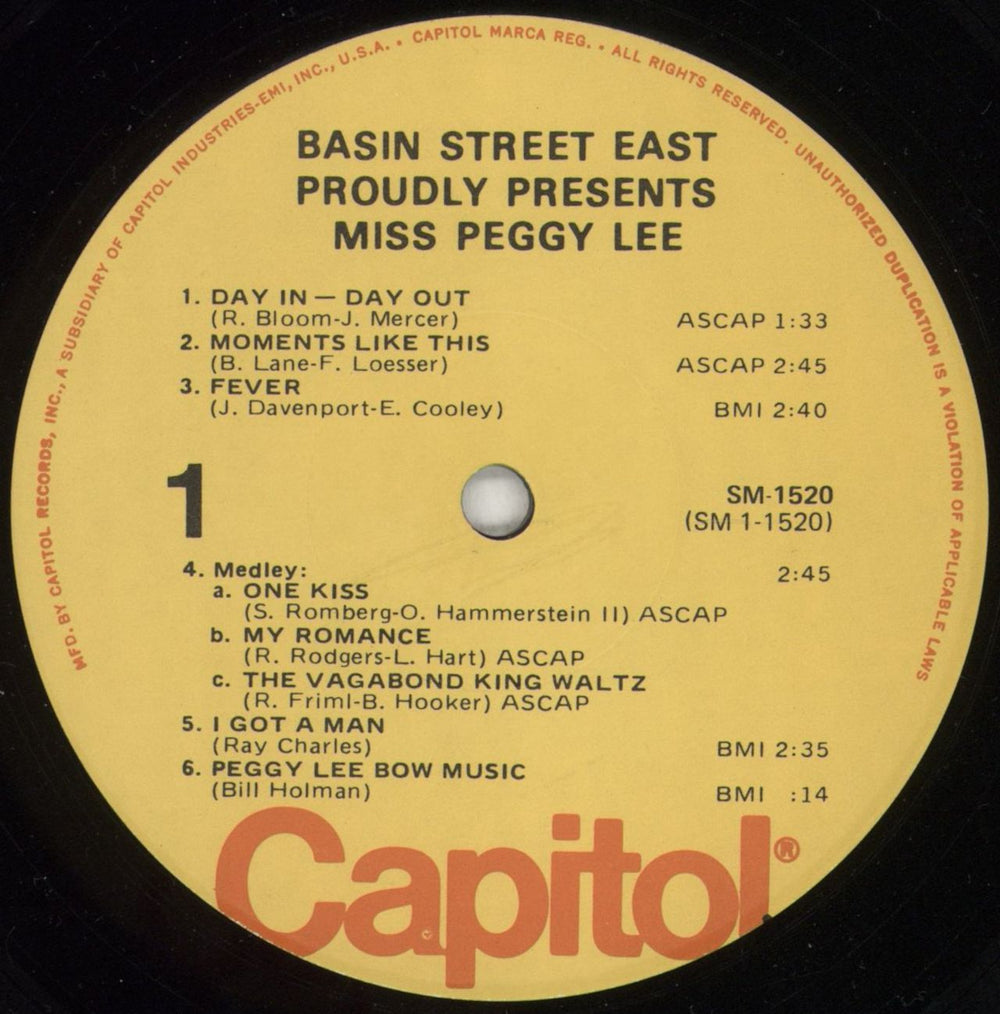 MFD. BY CAPITOL RECORDS, INC., A SUBSIDIARY OF CAPITOL INDUSTRIES-EMI, INC., U.S.A. • CAPITOL MARCA REG. • ALL RIGHTS RESERVED. UNAUTHORIZED DUPLICATION IS A VIOLATION OF APPLICABLE LAWS
BASIN STREET EAST
PROUDLY PRESENTS
MISS PEGGY LEE
1. DAY IN — DAY OUT
(R. Bloom-J. Mercer) ASCAP 1:33
2. MOMENTS LIKE THIS
(B. Lane-F. Loesser) ASCAP 2:45
3. FEVER
(J. Davenport-E. Cooley) BMI 2:40
1
SM-1520
(SM 1-1520)
4. Medley: 2:45
a. ONE KISS
(S. Romberg-O. Hammerstein II) ASCAP
b. MY ROMANCE
(R. Rodgers-L. Hart) ASCAP
c. THE VAGABOND KING WALTZ
(R. Friml-B. Hooker) ASCAP
5. I GOT A MAN
(Ray Charles) BMI 2:35
6. PEGGY LEE BOW MUSIC
(Bill Holman) BMI :14
Capitol®